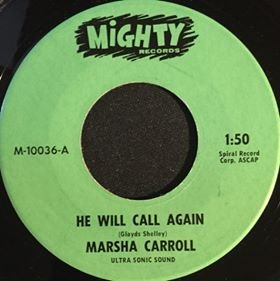 MiGHTY
RECORDS
M-10036-A
1:50
Spiral Record
Corp. ASCAP
HE WILL CALL AGAIN
(Glayds Shelley)
MARSHA CARROLL
ULTRA SONIC SOUND